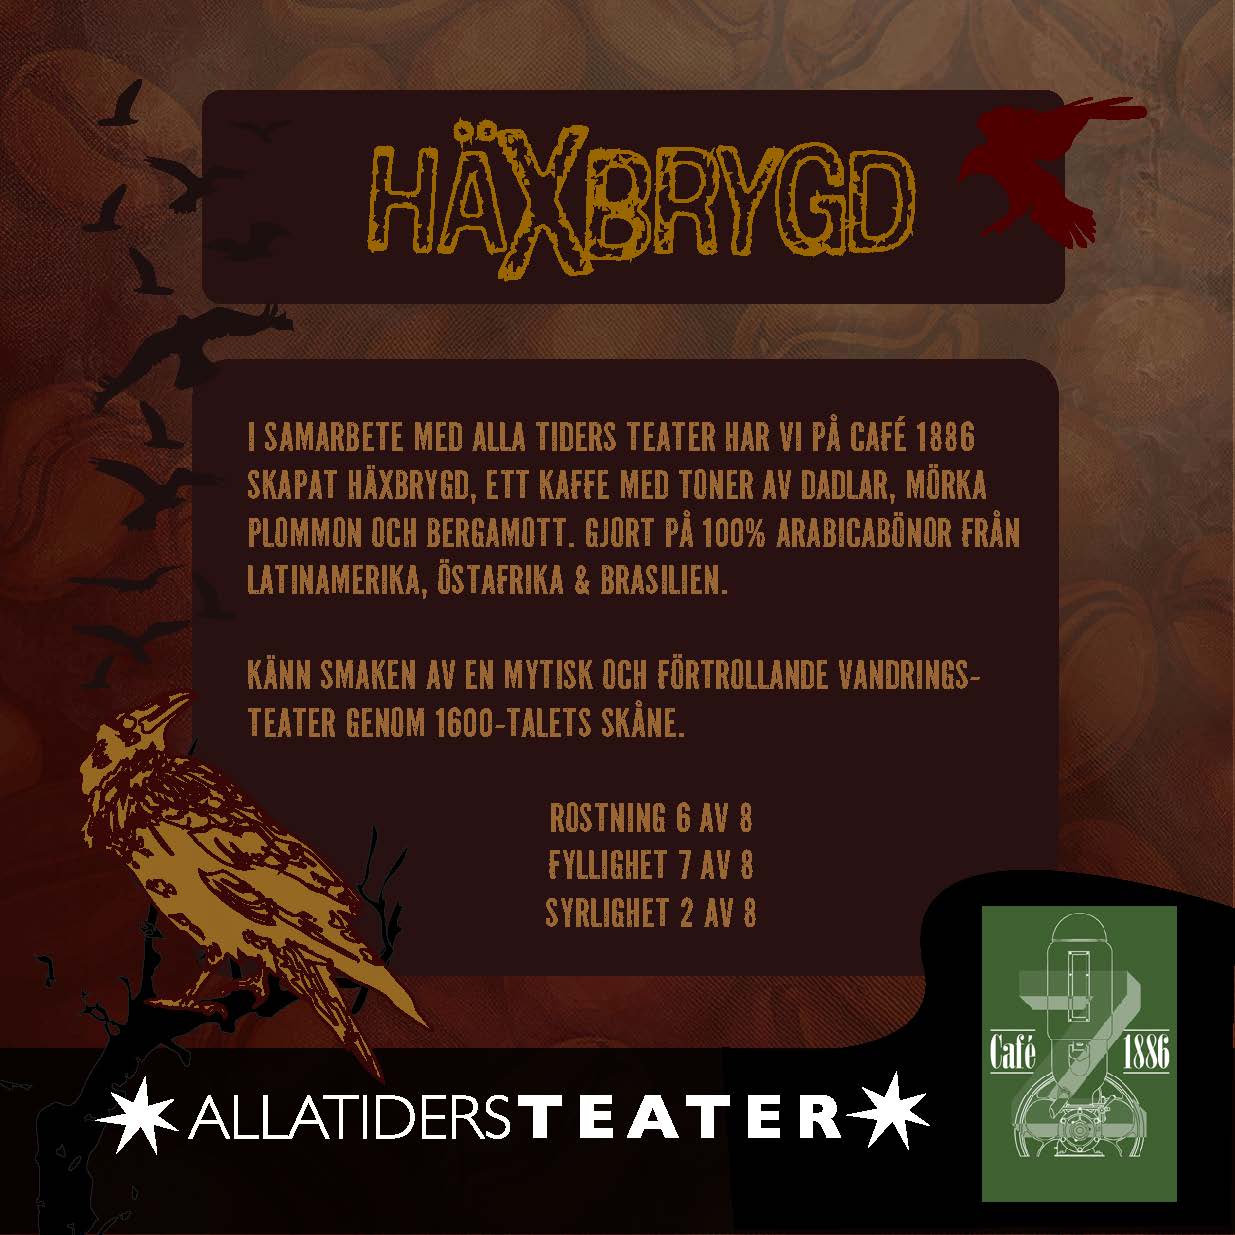 HÄXBRYGD
I SAMARBETE MED ALLA TIDERS TEATER HAR VI PÅ CAFÉ 1886
SKAPAT HÄXBRYGD, ETT KAFFE MED TONER AV DADLAR, MÖRKA
PLOMMON OCH BERGAMOTT. GJORT PÅ 100% ARABICABÖNOR FRÅN
LATINAMERIKA, ÖSTAFRIKA & BRASILIEN.
KÄNN SMAKEN AV EN MYTISK OCH FÖRTROLLANDE VANDRINGS-
TEATER GENOM 1600-TALETS SKÅNE.
ROSTNING 6 AV 8
FYLLIGHET 7 AV 8
SYRLIGHET 2 AV 8
Café 1886
ALLATIDERSTEATER